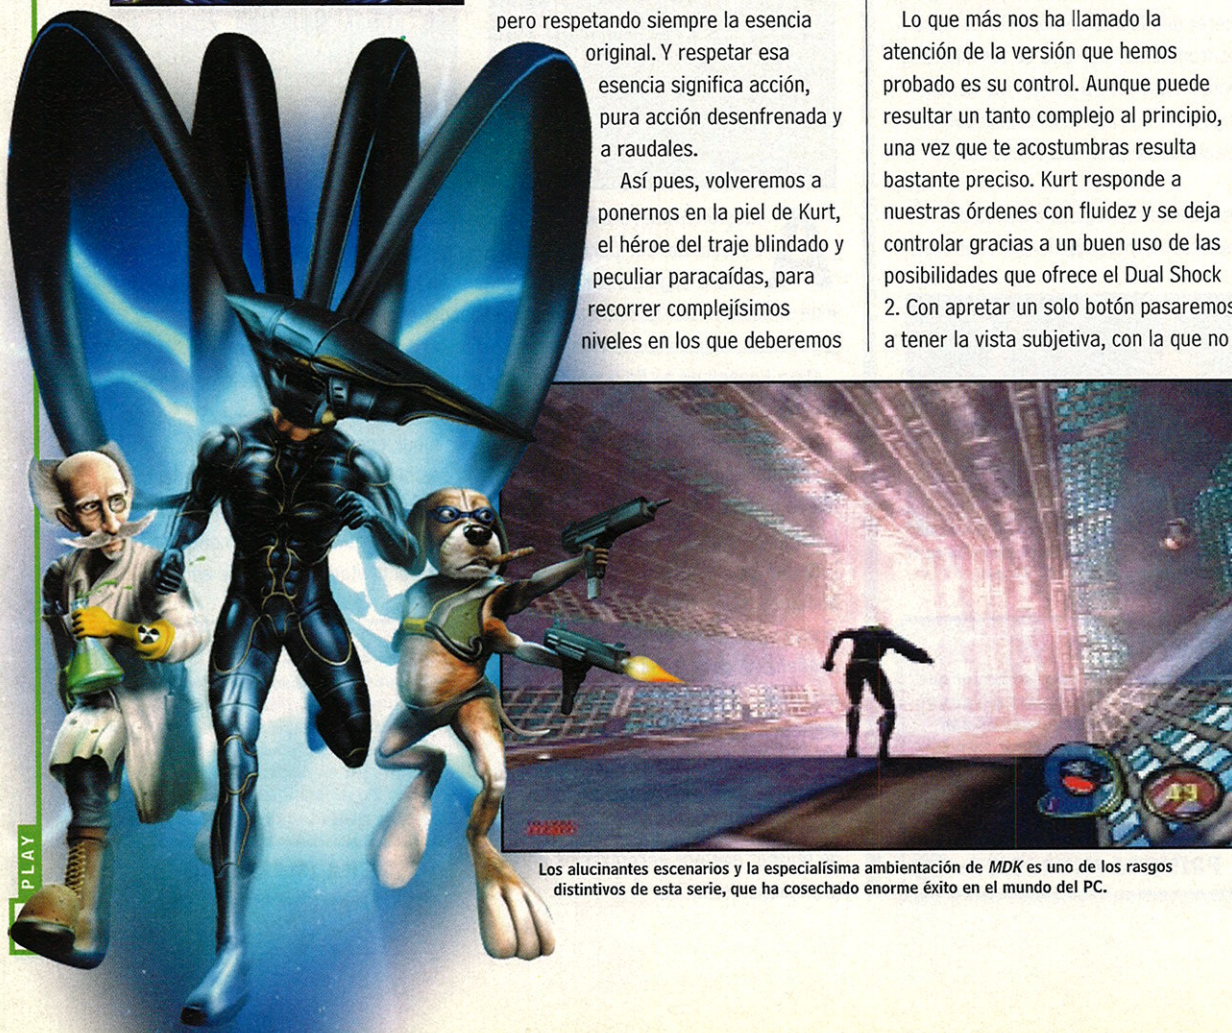 pero respetando siempre la esencia
original. Y respetar esa
esencia significa acción,
pura acción desenfrenada y
a raudales.
Así pues, volveremos a
ponernos en la piel de Kurt,
el héroe del traje blindado y
peculiar paracaídas, para
recorrer complejísimos
niveles en los que deberemos
Lo que más nos ha llamado la
atención de la versión que hemos
probado es su control. Aunque puede
resultar un tanto complejo al principio,
una vez que te acostumbras resulta
bastante preciso. Kurt responde a
nuestras órdenes con fluidez y se deja
controlar gracias a un buen uso de las
posibilidades que ofrece el Dual Shock
2. Con apretar un solo botón pasaremos
a tener la vista subjetiva, con la que no
49
Los alucinantes escenarios y la especialísima ambientación de MDK es uno de los rasgos
distintivos de esta serie, que ha cosechado enorme éxito en el mundo del PC.
PLAY